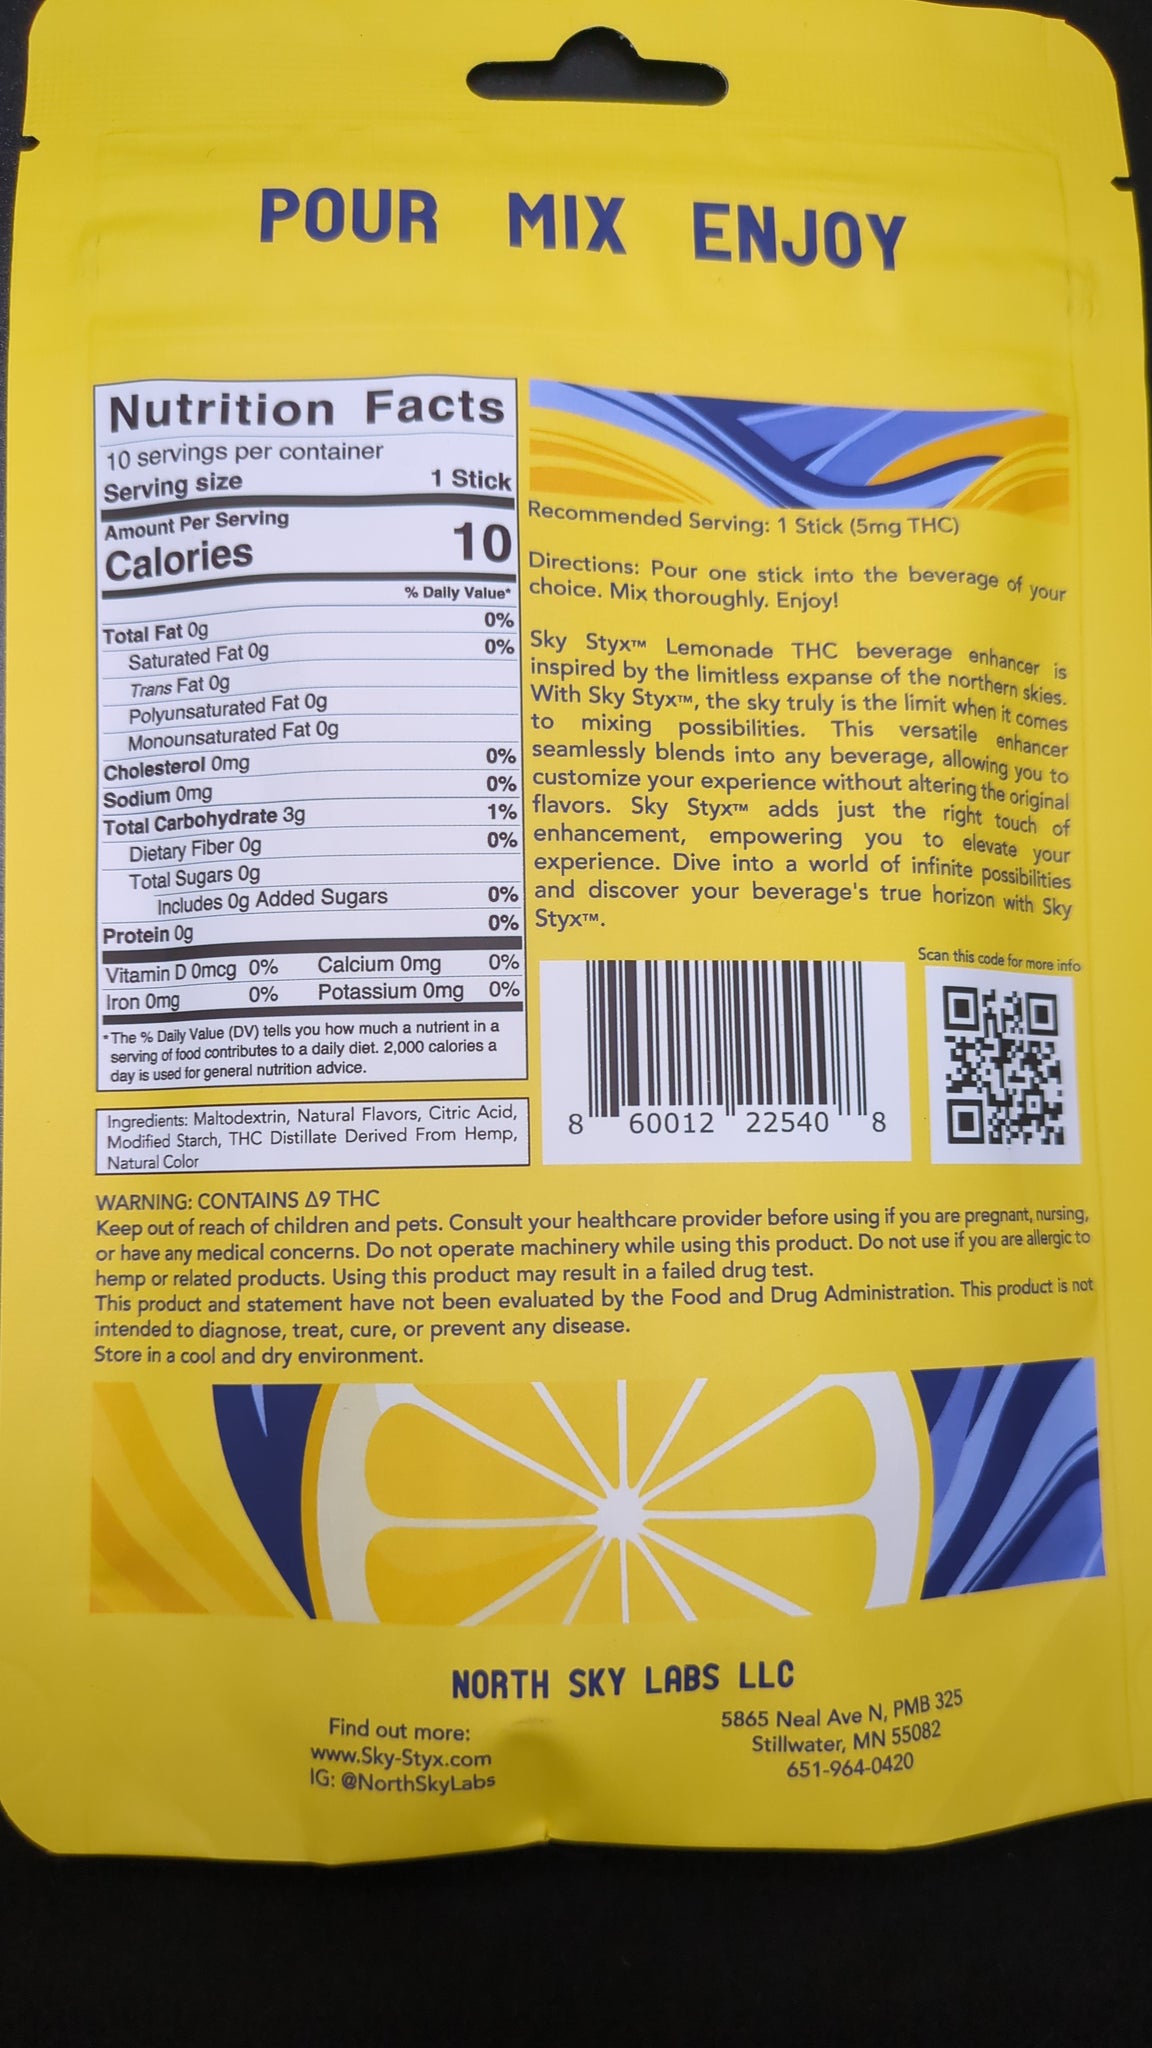 POUR MIX ENJOY
Nutrition Facts
10 servings per container
Serving size 1 Stick
Amount Per Serving
Calories 10
% Daily Value*
Total Fat 0g 0%
Saturated Fat 0g 0%
Trans Fat 0g
Polyunsaturated Fat 0g
Monounsaturated Fat 0g
Cholesterol 0mg 0%
Sodium 0mg 0%
Total Carbohydrate 3g 1%
Dietary Fiber 0g 0%
Total Sugars 0g
Includes 0g Added Sugars 0%
Protein 0g 0%
Vitamin D 0mcg 0% Calcium 0mg 0%
Iron 0mg 0% Potassium 0mg 0%
*The % Daily Value (DV) tells you how much a nutrient in a
serving of food contributes to a daily diet. 2,000 calories a
day is used for general nutrition advice.
Ingredients: Maltodextrin, Natural Flavors, Citric Acid,
Modified Starch, THC Distillate Derived From Hemp,
Natural Color
Recommended Serving: 1 Stick (5mg THC)
Directions: Pour one stick into the beverage of your
choice. Mix thoroughly. Enjoy!
Sky Styx™ Lemonade THC beverage enhancer is
inspired by the limitless expanse of the northern skies.
With Sky Styx™, the sky truly is the limit when it comes
to mixing possibilities. This versatile enhancer
seamlessly blends into any beverage, allowing you to
customize your experience without altering the original
flavors. Sky Styx™ adds just the right touch of
enhancement, empowering you to elevate your
experience. Dive into a world of infinite possibilities
and discover your beverage's true horizon with Sky
Styx™.
Scan this code for more info
8 60012 22540 8
WARNING: CONTAINS Δ9 THC
Keep out of reach of children and pets. Consult your healthcare provider before using if you are pregnant, nursing,
or have any medical concerns. Do not operate machinery while using this product. Do not use if you are allergic to
hemp or related products. Using this product may result in a failed drug test.
This product and statement have not been evaluated by the Food and Drug Administration. This product is not
intended to diagnose, treat, cure, or prevent any disease.
Store in a cool and dry environment.
NORTH SKY LABS LLC
Find out more:
www.Sky-Styx.com
IG: @NorthSkyLabs
5865 Neal Ave N, PMB 325
Stillwater, MN 55082
651-964-0420